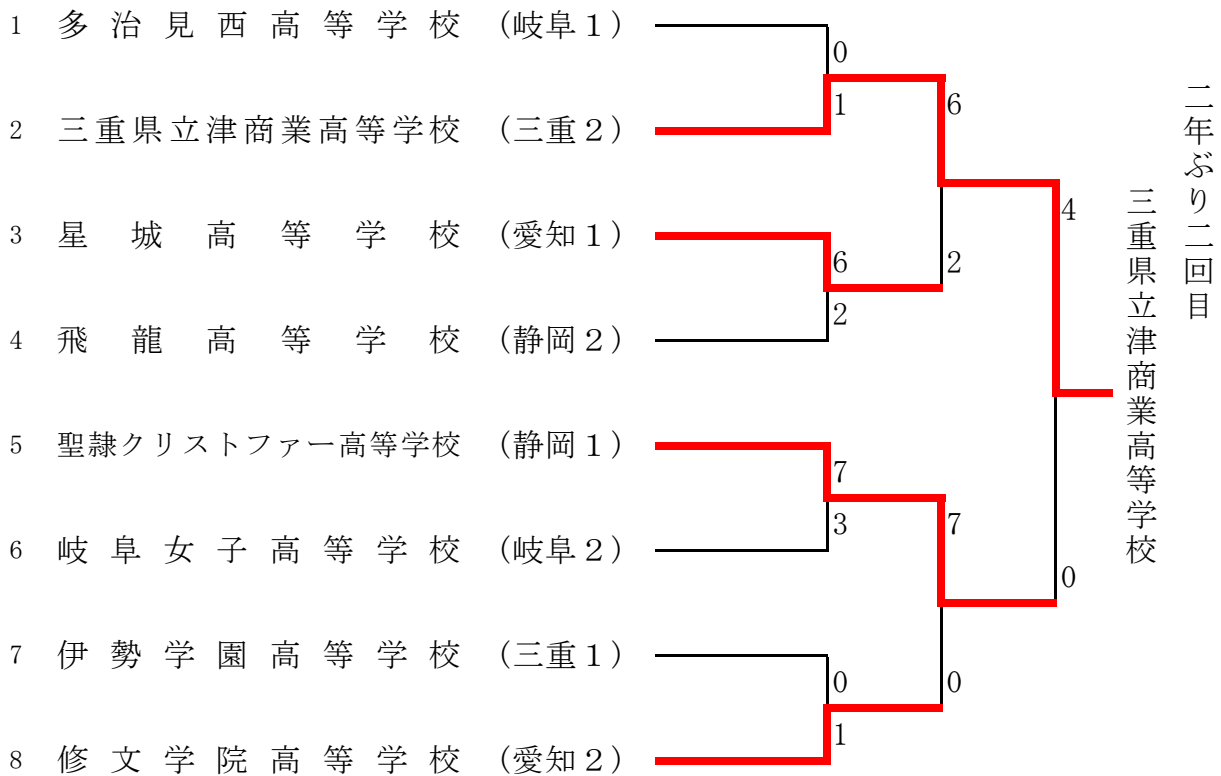 1 多治見西高等学校 (岐阜1)
2 三重県立津商業高等学校 (三重2)
3 星城高等学校 (愛知1)
4 飛龍高等学校 (静岡2)
5 聖隷クリストファー高等学校 (静岡1)
6 岐阜女子高等学校 (岐阜2)
7 伊勢学園高等学校 (三重1)
8 修文学院高等学校 (愛知2)
0
1
6
2
7
3
0
1
6
2
7
0
4
0
二年ぶり二回目
三重県立津商業高等学校